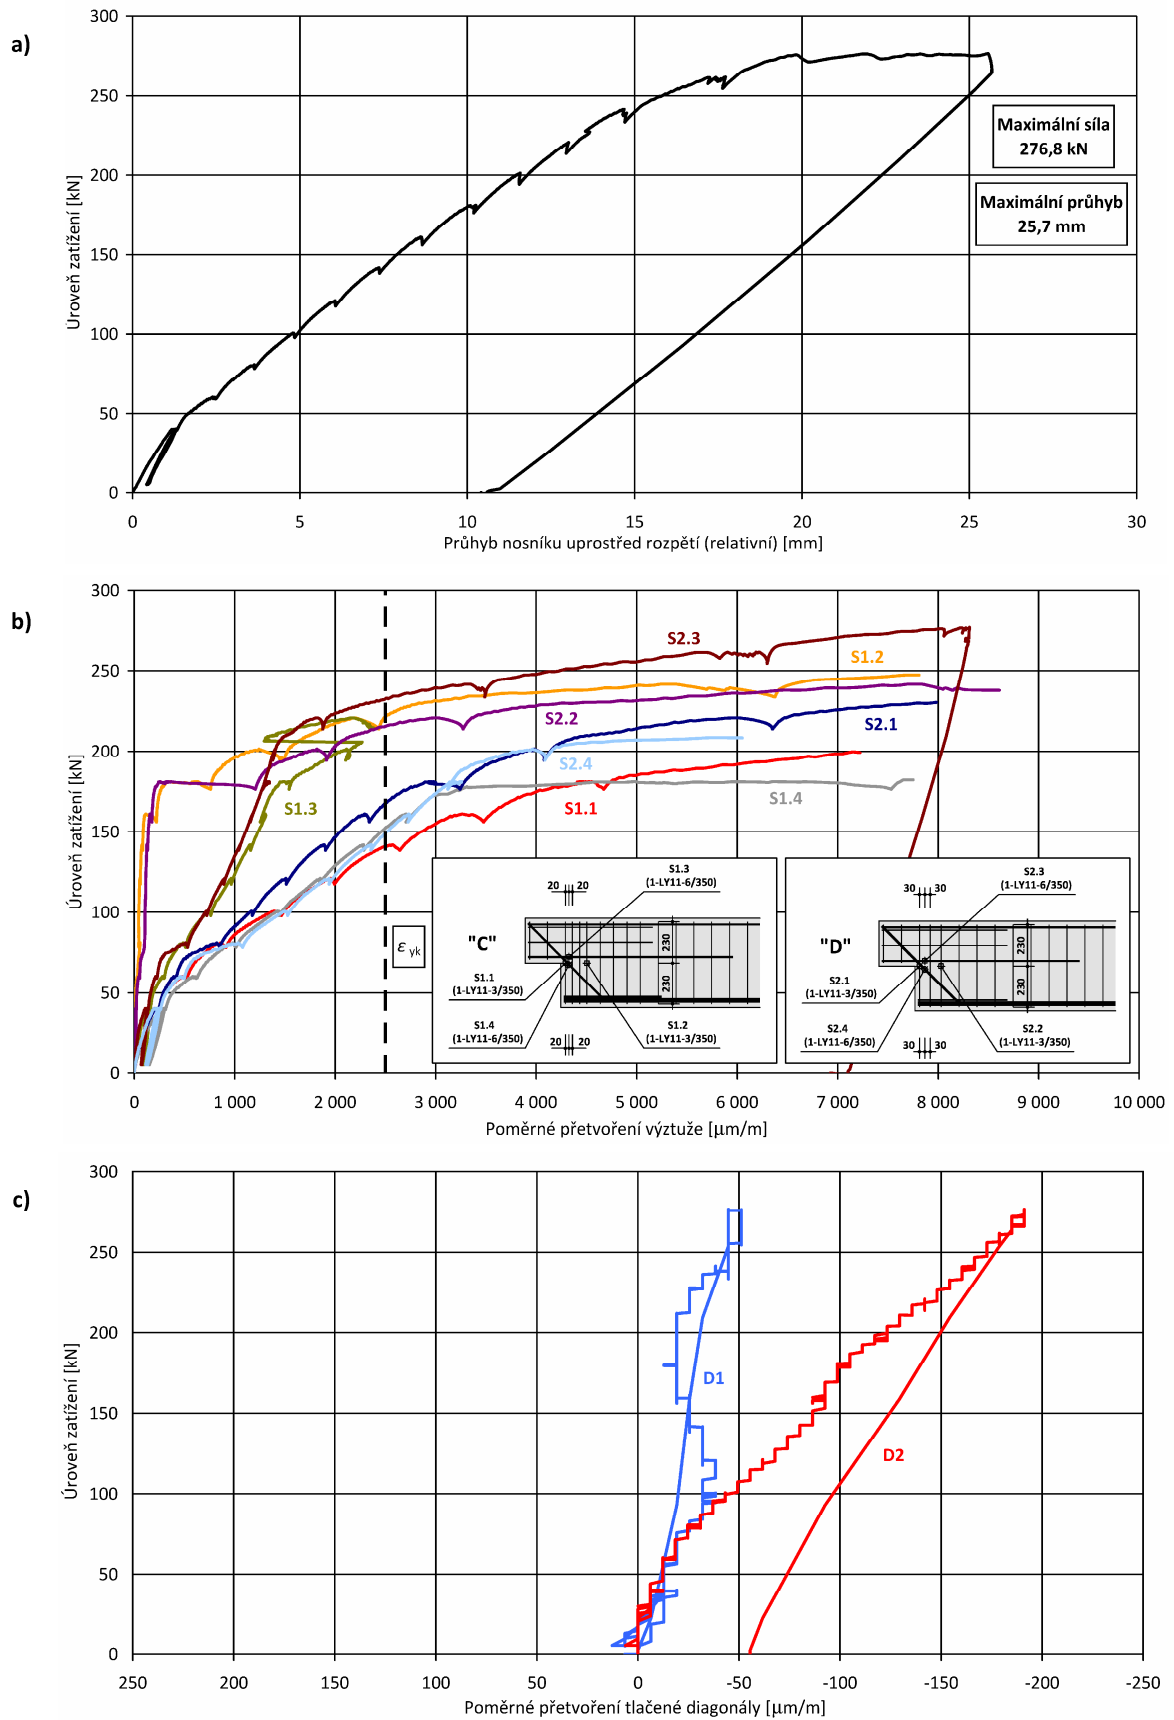 a)
300
250
200
150
100
50
0
Úroveň zatížení [kN]
Maximální síla
276,8 kN
Maximální průhyb
25,7 mm
0 5 10 15 20 25 30
Průhyb nosníku uprostřed rozpětí (relativní) [mm]
b)
300
250
200
150
100
50
0
Úroveň zatížení [kN]
S2.3
S1.2
S2.2
S2.1
S2.4
S1.3
S1.1
S1.4
ε yk
20 20
S1.3
(1-LY11-6/350)
"C"
230
230
S1.1
(1-LY11-3/350)
S1.4
(1-LY11-6/350)
20 20
S1.2
(1-LY11-3/350)
30 30
S2.3
(1-LY11-6/350)
"D"
230
230
S2.1
(1-LY11-3/350)
S2.4
(1-LY11-6/350)
30 30
S2.2
(1-LY11-3/350)
0 1 000 2 000 3 000 4 000 5 000 6 000 7 000 8 000 9 000 10 000
Poměrné přetvoření výztuže [µm/m]
c)
300
250
200
150
100
50
0
Úroveň zatížení [kN]
D1
D2
250 200 150 100 50 0 -50 -100 -150 -200 -250
Poměrné přetvoření tlačené diagonály [µm/m]